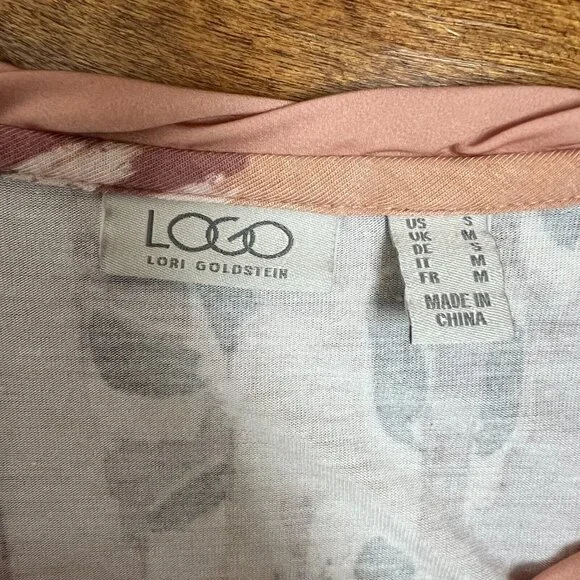 LOGO
LORI GOLDSTEIN
US S
UK M
DE S
IT M
FR M
MADE IN
CHINA